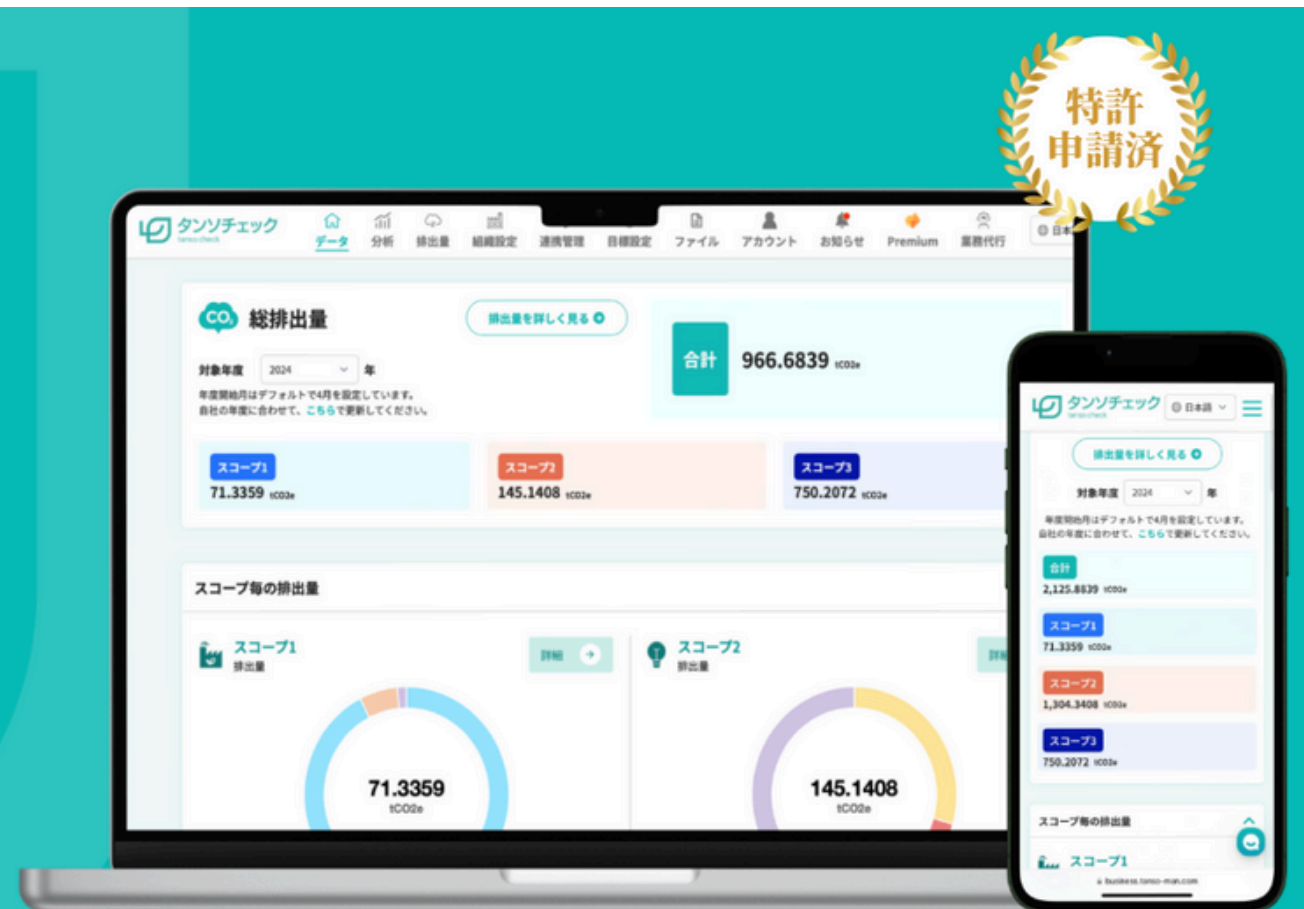 特許
申請済
タンソチェック
tanso check
データ
分析
排出量
組織設定
連携管理
目標設定
ファイル
アカウント
お知らせ
Premium
業務代行
日本
CO₂
総排出量
排出量を詳しく見る
対象年度 2024 年
年度開始月はデフォルトで4月を設定しています。
自社の年度に合わせて、こちらで更新してください。
合計 966.6839 tCO2e
スコープ1
71.3359 tCO2e
スコープ2
145.1408 tCO2e
スコープ3
750.2072 tCO2e
スコープ毎の排出量
スコープ1
排出量
詳細
71.3359
tCO2e
スコープ2
排出量
詳細
145.1408
tCO2e
タンソチェック
tanso check
日本語
排出量を詳しく見る
対象年度 2024 年
年度開始月はデフォルトで4月を設定しています。
自社の年度に合わせて、こちらで更新してください。
合計
2,125.8839 tCO2e
スコープ1
71.3359 tCO2e
スコープ2
1,304.3408 tCO2e
スコープ3
750.2072 tCO2e
スコープ毎の排出量
スコープ1
business.tanso-man.com